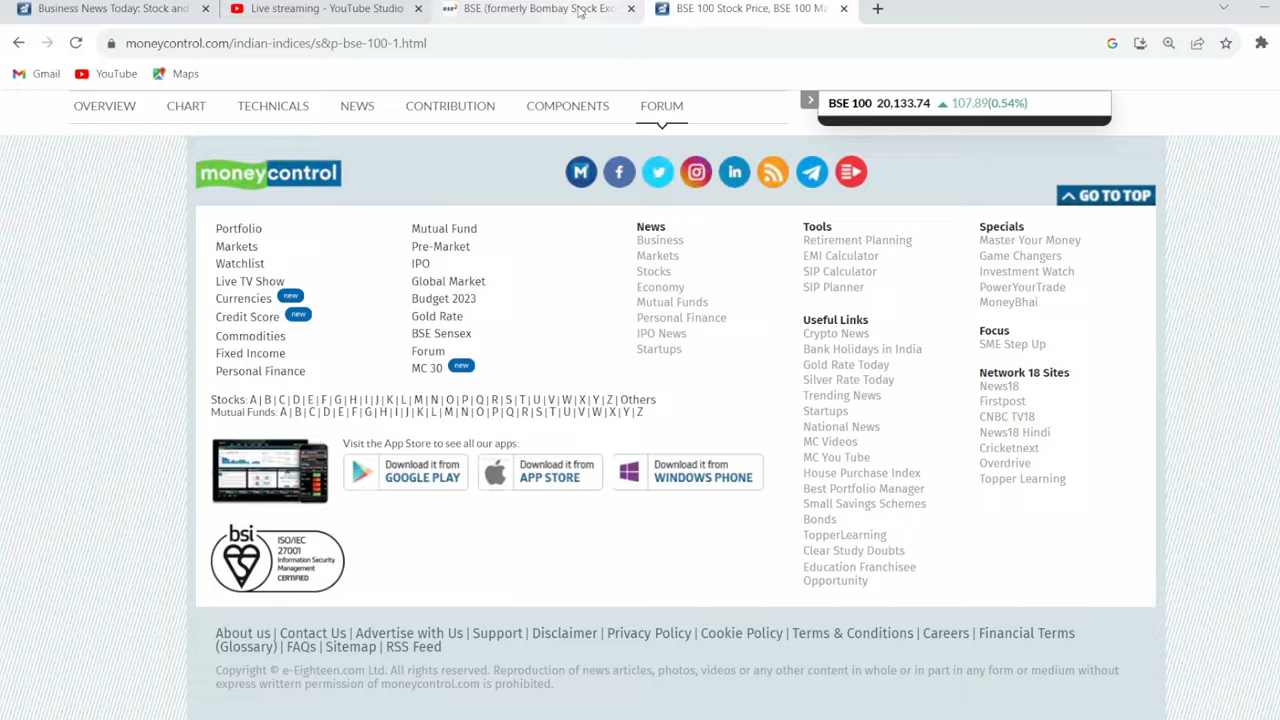 Business News Today: Stock and
Live streaming - YouTube Studio
BSE (formerly Bombay Stock Exc
BSE 100 Stock Price, BSE 100 Ma
moneycontrol.com/indian-indices/s&p-bse-100-1.html
Gmail
YouTube
Maps
OVERVIEW
CHART
TECHNICALS
NEWS
CONTRIBUTION
COMPONENTS
FORUM
BSE 100 20,133.74 ▲ 107.89(0.54%)
moneycontrol
GO TO TOP
Portfolio
Markets
Watchlist
Live TV Show
Currencies new
Credit Score new
Commodities
Fixed Income
Personal Finance
Mutual Fund
Pre-Market
IPO
Global Market
Budget 2023
Gold Rate
BSE Sensex
Forum
MC 30 new
News
Business
Markets
Stocks
Economy
Mutual Funds
Personal Finance
IPO News
Startups
Tools
Retirement Planning
EMI Calculator
SIP Calculator
SIP Planner
Useful Links
Crypto News
Bank Holidays in India
Gold Rate Today
Silver Rate Today
Trending News
Startups
National News
MC Videos
MC You Tube
House Purchase Index
Best Portfolio Manager
Small Savings Schemes
Bonds
TopperLearning
Clear Study Doubts
Education Franchisee
Opportunity
Specials
Master Your Money
Game Changers
Investment Watch
PowerYourTrade
MoneyBhai
Focus
SME Step Up
Network 18 Sites
News18
Firstpost
CNBC TV18
News18 Hindi
Cricketnext
Overdrive
Topper Learning
Stocks: A | B | C | D | E | F | G | H | I | J | K | L | M | N | O | P | Q | R | S | T | U | V | W | X | Y | Z | Others
Mutual Funds: A | B | C | D | E | F | G | H | I | J | K | L | M | N | O | P | Q | R | S | T | U | V | W | X | Y | Z
Visit the App Store to see all our apps:
Download it from
GOOGLE PLAY
Download it from
APP STORE
Download it from
WINDOWS PHONE
bsi
ISO/IEC
27001
Information Security
Management
CERTIFIED
About us | Contact Us | Advertise with Us | Support | Disclaimer | Privacy Policy | Cookie Policy | Terms & Conditions | Careers | Financial Terms
(Glossary) | FAQs | Sitemap | RSS Feed
Copyright © e-Eighteen.com Ltd. All rights reserved. Reproduction of news articles, photos, videos or any other content in whole or in part in any form or medium without
express writtern permission of moneycontrol.com is prohibited.